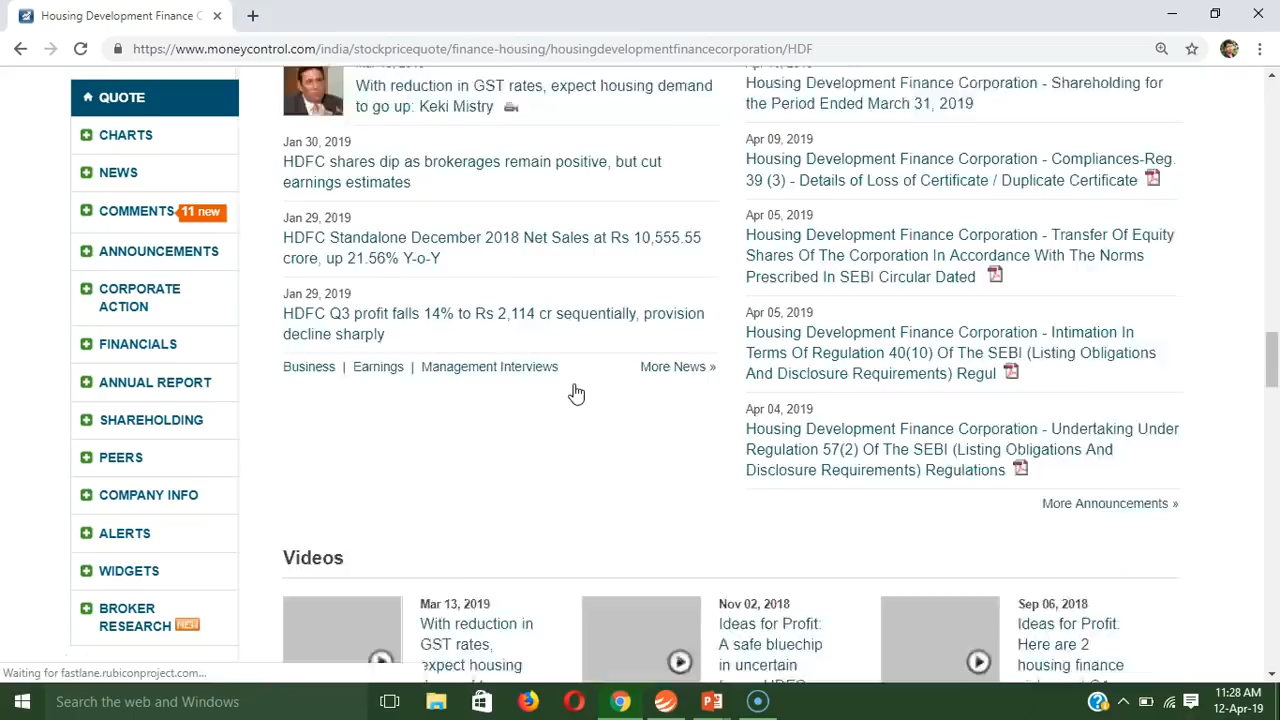 Housing Development Finance C
https://www.moneycontrol.com/india/stockpricequote/finance-housing/housingdevelopmentfinancecorporation/HDF
QUOTE
CHARTS
NEWS
COMMENTS 11 new
ANNOUNCEMENTS
CORPORATE
ACTION
FINANCIALS
ANNUAL REPORT
SHAREHOLDING
PEERS
COMPANY INFO
ALERTS
WIDGETS
BROKER
RESEARCH NEW
With reduction in GST rates, expect housing demand
to go up: Keki Mistry
Jan 30, 2019
HDFC shares dip as brokerages remain positive, but cut
earnings estimates
Jan 29, 2019
HDFC Standalone December 2018 Net Sales at Rs 10,555.55
crore, up 21.56% Y-o-Y
Jan 29, 2019
HDFC Q3 profit falls 14% to Rs 2,114 cr sequentially, provision
decline sharply
Business | Earnings | Management Interviews
More News »
Housing Development Finance Corporation - Shareholding for
the Period Ended March 31, 2019
Apr 09, 2019
Housing Development Finance Corporation - Compliances-Reg.
39 (3) - Details of Loss of Certificate / Duplicate Certificate
Apr 05, 2019
Housing Development Finance Corporation - Transfer Of Equity
Shares Of The Corporation In Accordance With The Norms
Prescribed In SEBI Circular Dated
Apr 05, 2019
Housing Development Finance Corporation - Intimation In
Terms Of Regulation 40(10) Of The SEBI (Listing Obligations
And Disclosure Requirements) Regul
Apr 04, 2019
Housing Development Finance Corporation - Undertaking Under
Regulation 57(2) Of The SEBI (Listing Obligations And
Disclosure Requirements) Regulations
More Announcements »
Videos
Mar 13, 2019
With reduction in
GST rates,
expect housing
Nov 02, 2018
Ideas for Profit:
A safe bluechip
in uncertain
Sep 06, 2018
Ideas for Profit:
Here are 2
housing finance
Waiting for fastlane.rubiconproject.com...
Search the web and Windows
11:28 AM
12-Apr-19